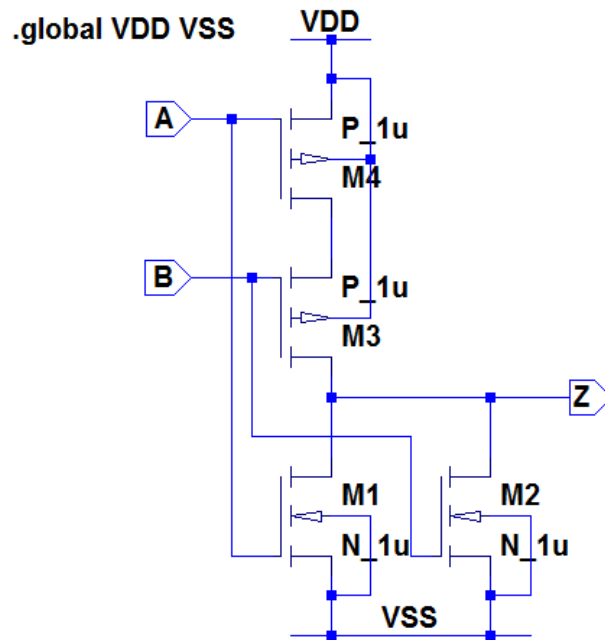 .global VDD VSS
VDD
A
P_1u
M4
B
P_1u
M3
Z
M1
M2
N_1u
N_1u
VSS